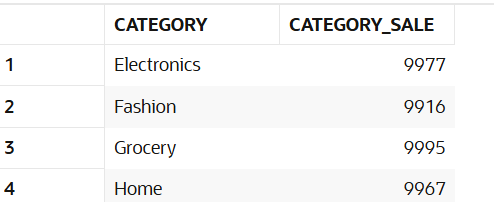 CATEGORY CATEGORY_SALE
1 Electronics 9977
2 Fashion 9916
3 Grocery 9995
4 Home 9967